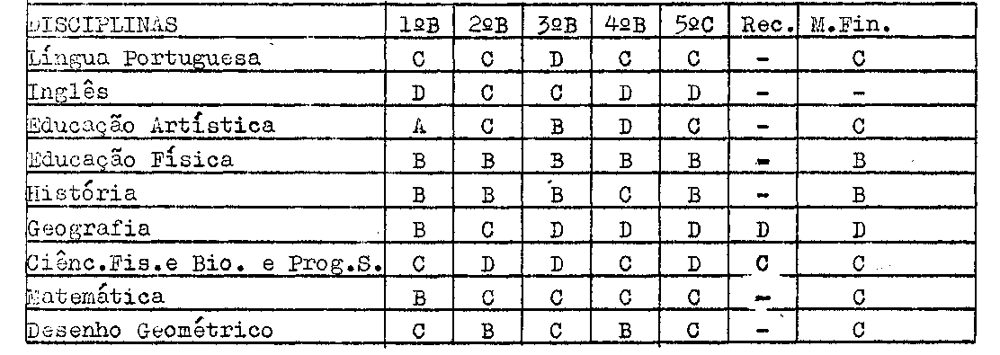 DISCIPLINAS 1ºB 2ºB 3ºB 4ºB 5ºC Rec. M.Fin.
Língua Portuguesa C C D C C - C
Inglês D C C D D - -
Educação Artística A C B D C - C
Educação Física B B B B B - B
História B B B C B - B
Geografia B C D D D D D
Ciênc.Fis.e Bio. e Prog.S. C D D C D C C
Matemática B C C C C - C
Desenho Geométrico C B C B C - C